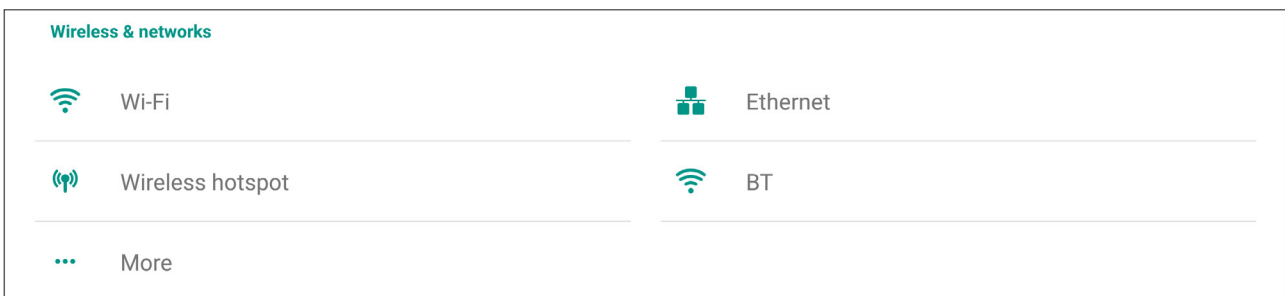 Wireless & networks
Wi-Fi
Ethernet
Wireless hotspot
BT
More